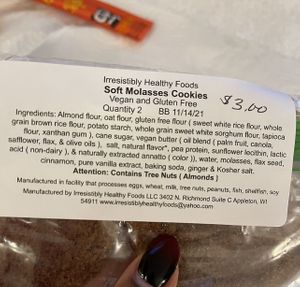 Irresistibly Healthy Foods
Soft Molasses Cookies
Vegan and Gluten Free
Quantity 2 BB 11/14/21
$3.00
Ingredients: Almond flour, oat flour, gluten free flour ( sweet white rice flour, whole
grain brown rice flour, potato starch, whole grain sweet white sorghum flour, tapioca
flour, xanthan gum ), cane sugar, vegan butter ( oil blend ( palm fruit, canola,
safflower, flax, & olive oils ), salt, natural flavor*, pea protein, sunflower lecithin, lactic
acid ( non-dairy ), & naturally extracted annatto ( color )), water, molasses, flax seed,
cinnamon, pure vanilla extract, baking soda, ginger & Kosher salt.
Attention: Contains Tree Nuts ( Almonds )
Manufactured in facility that processes eggs, wheat, milk, tree nuts, peanuts, fish, shellfish, soy
Manufactured by Irresistibly Healthy Foods LLC 3402 N. Richmond Suite C Appleton, WI
54911 www.irresistiblyhealthyfoods@yahoo.com